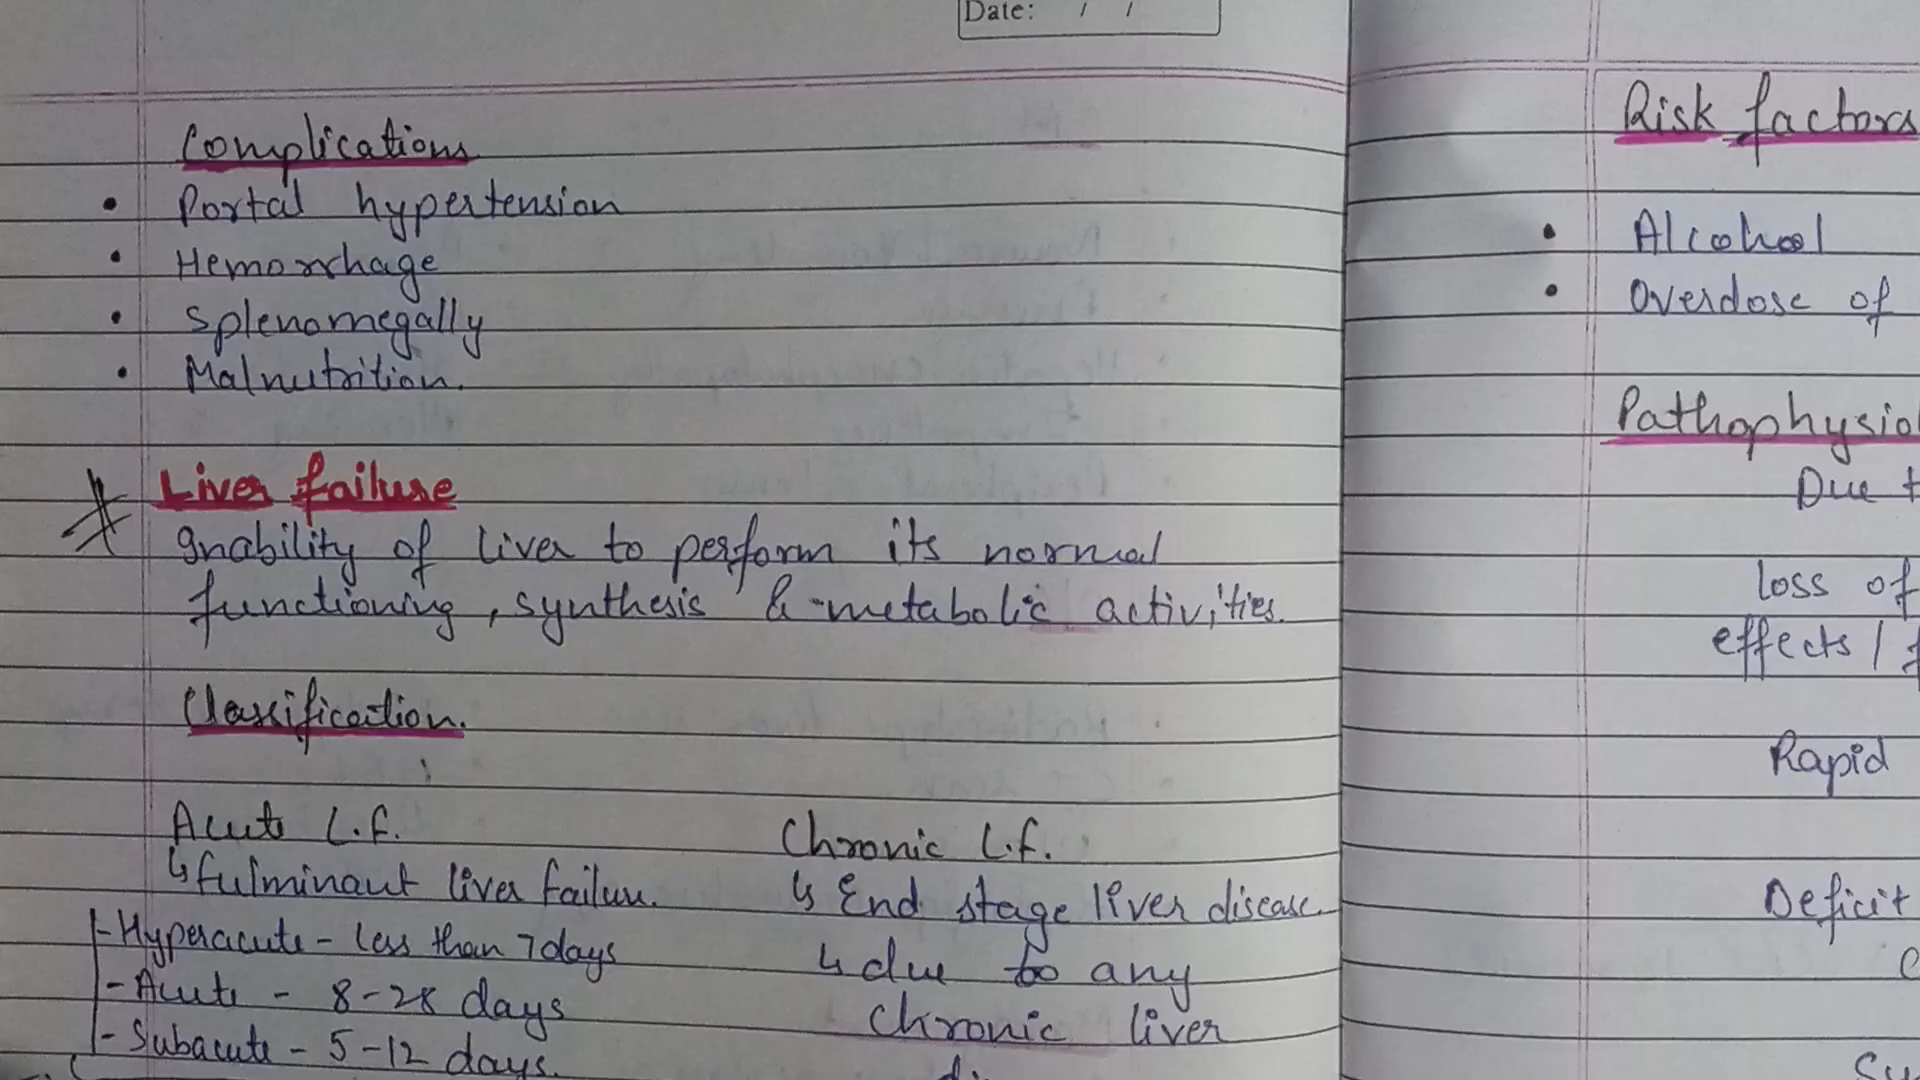 Date: / /
Complications
• Portal hypertension
• Hemorrhage
• Splenomegally
• Malnutrition.
Liver failure
Inability of liver to perform its normal
functioning, synthesis & metabolic activities.
Classification.
Acute L.f.
↳ fulminant liver failure.
- Hyperacute - less than 7 days
- Acute - 8-28 days
- Subacute - 5-12 days.
Chronic L.f.
↳ End stage liver disease.
↳ due to any
chronic liver
Risk factors
• Alcohol
• Overdose of
Pathophysiol
Due t
loss of
effects /
Rapid
Deficit